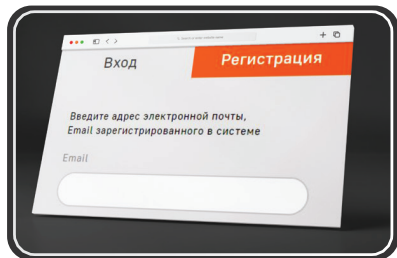 Вход
Регистрация
Введите адрес электронной почты,
Email зарегистрированного в системе
Email